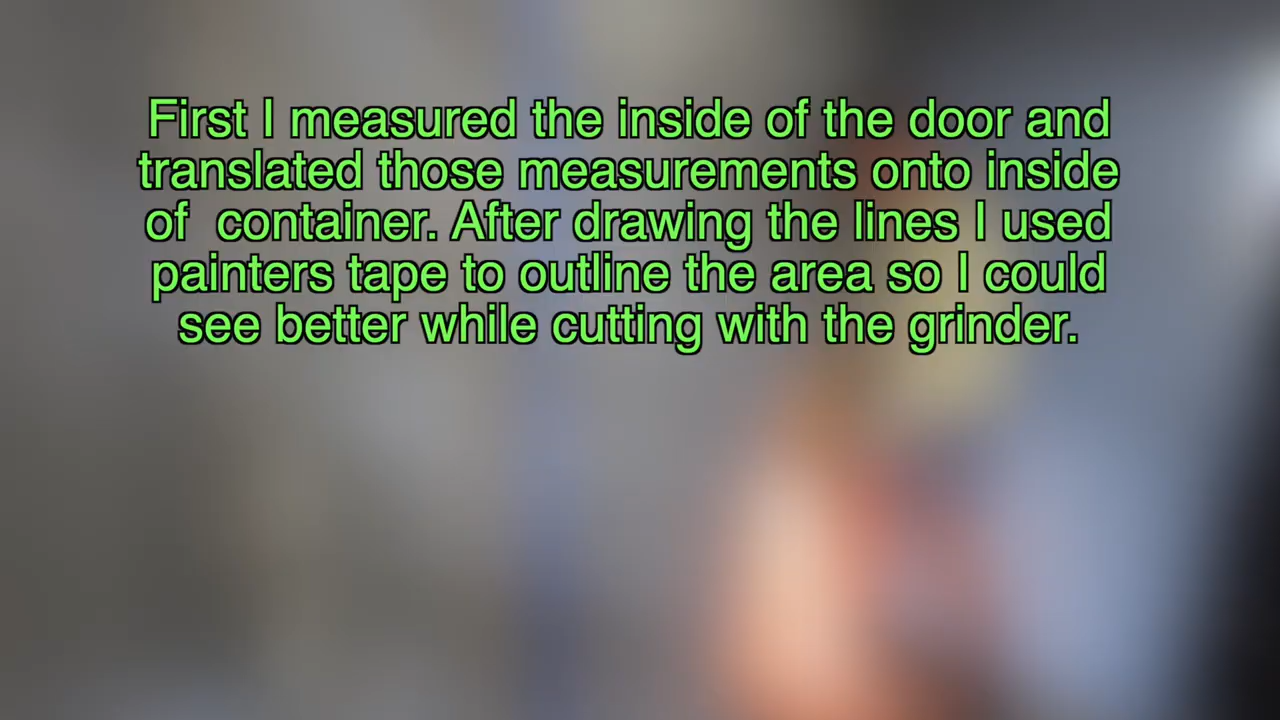 First I measured the inside of the door and
translated those measurements onto inside
of  container. After drawing the lines I used
painters tape to outline the area so I could
see better while cutting with the grinder.